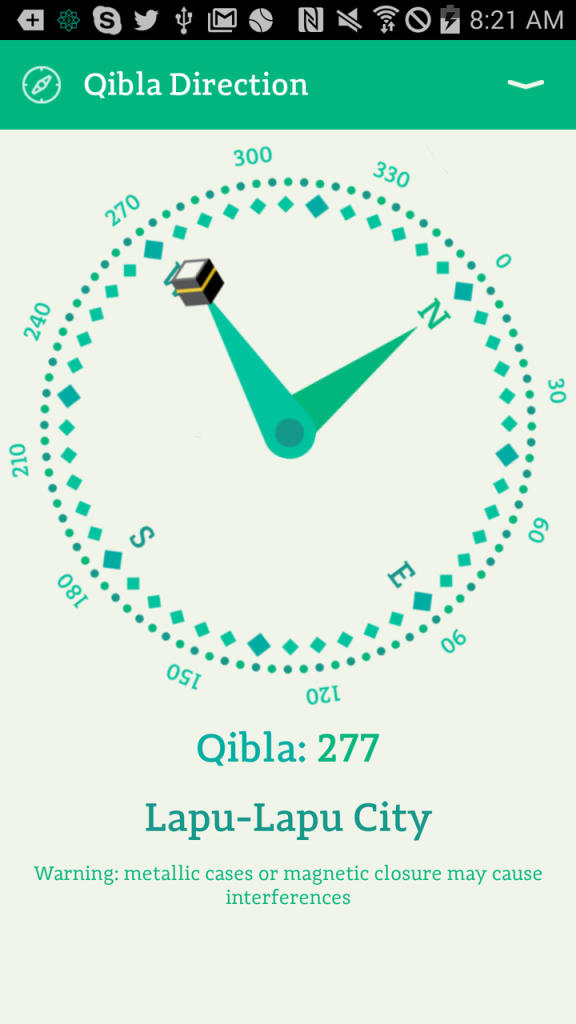 8:21 AM
Qibla Direction
300
330
270
0
240
N
30
210
S
60
E
180
90
150
120
Qibla: 277
Lapu-Lapu City
Warning: metallic cases or magnetic closure may cause
interferences